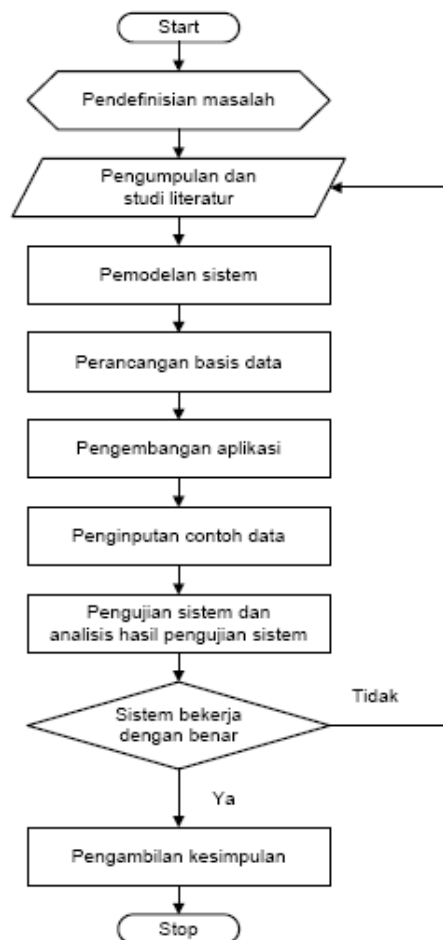 Start
Pendefinisian masalah
Pengumpulan dan
studi literatur
Pemodelan sistem
Perancangan basis data
Pengembangan aplikasi
Penginputan contoh data
Pengujian sistem dan
analisis hasil pengujian sistem
Sistem bekerja
dengan benar
Tidak
Ya
Pengambilan kesimpulan
Stop